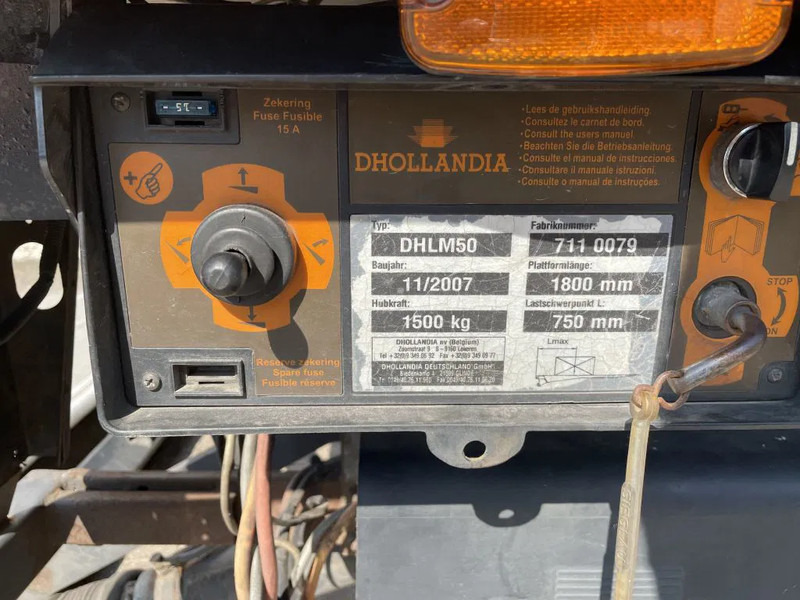 Zekering
Fuse Fusible
15 A
DHOLLANDIA
• Lees de gebruikshandleiding.
• Consultez le carnet de bord.
• Consult the users manuel.
• Beachten Sie die Betriebsanleitung.
• Consulte el manual de instrucciones.
• Consultare il manuale istruzioni.
• Consulte o manual de instruções.
Typ:
DHLM50
Fabriknummer:
711 0079
Baujahr:
11/2007
Plattformlänge:
1800 mm
Hubkraft:
1500 kg
Lastschwerpunkt L:
750 mm
DHOLLANDIA nv (Belgium)
DHOLLANDIA DEUTSCHLAND GmbH
Lmax
Reserve zekering
Spare fuse
Fusible réserve
STOP
ON